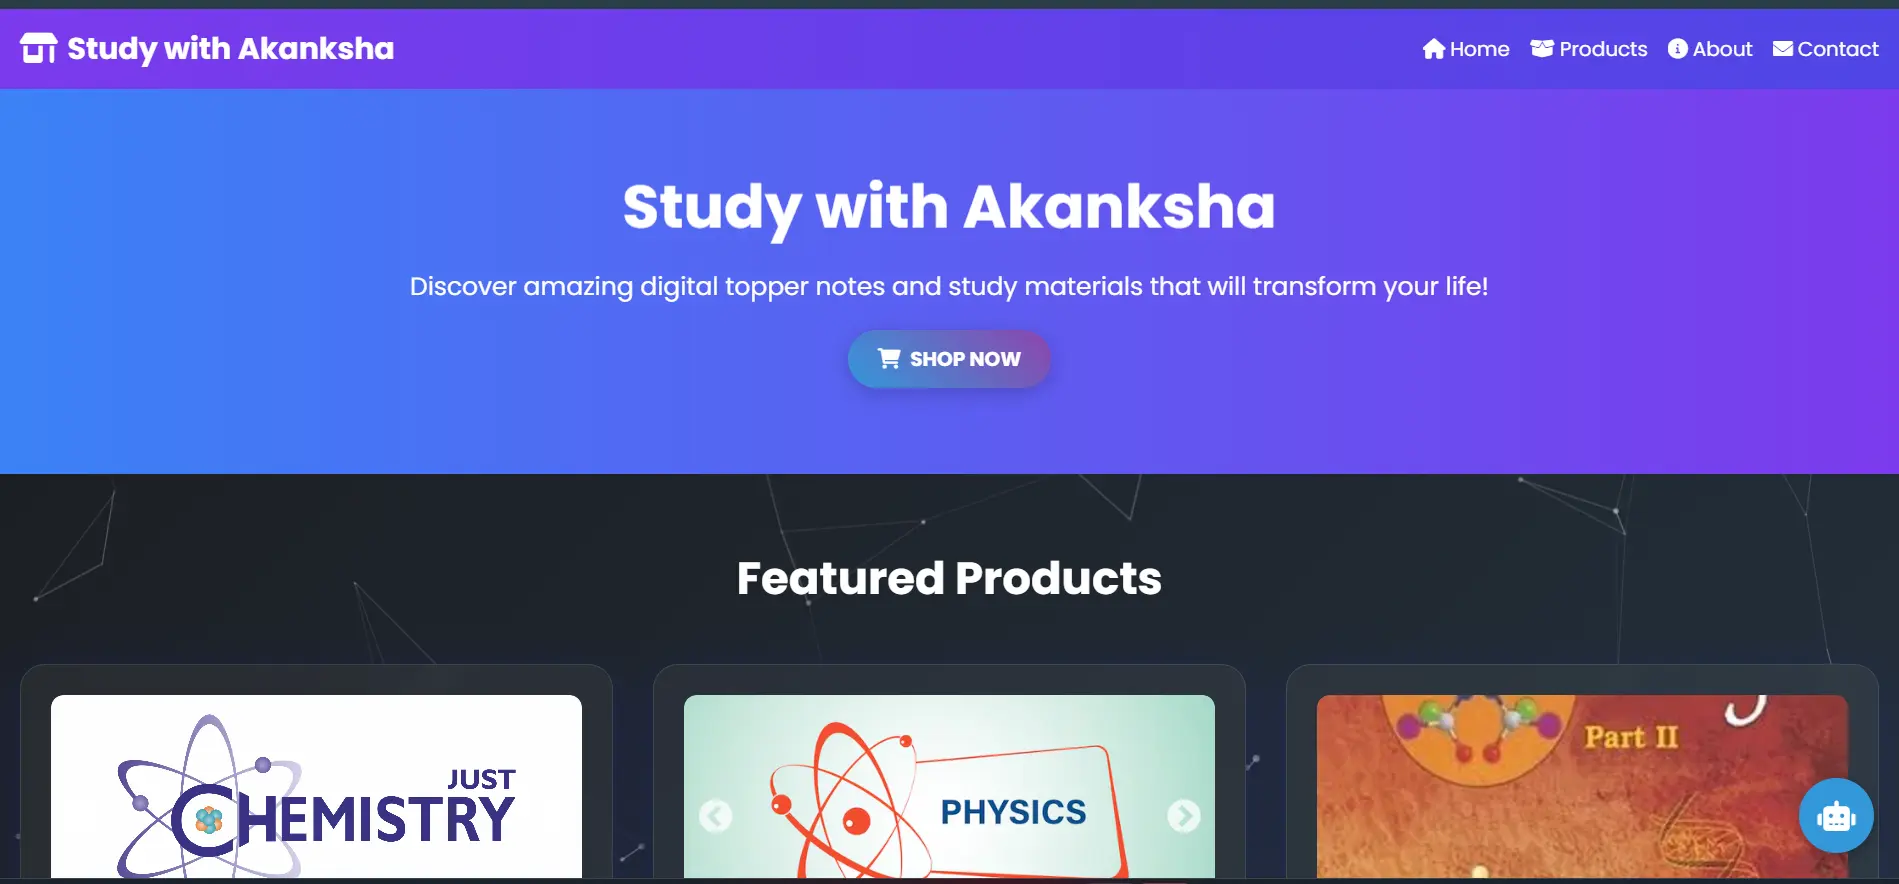 Study with Akanksha
Home Products About Contact
Study with Akanksha
Discover amazing digital topper notes and study materials that will transform your life!
SHOP NOW
Featured Products
JUST
CHEMISTRY
PHYSICS
Part II